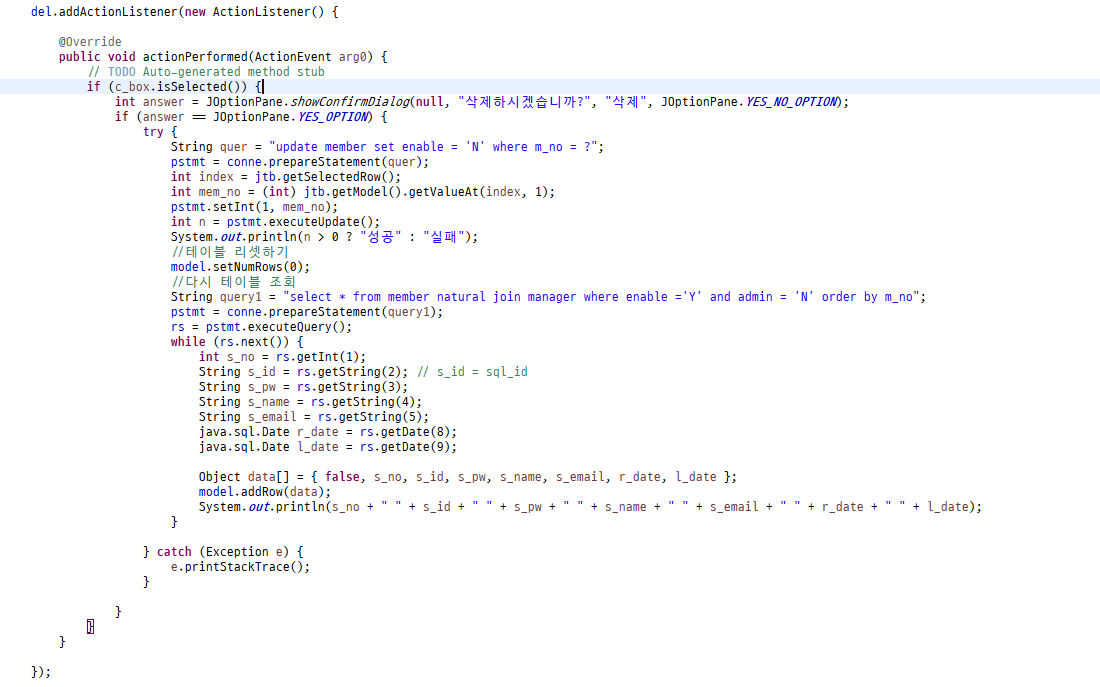 del.addActionListener(new ActionListener() {
@Override
public void actionPerformed(ActionEvent arg0) {
// TODO Auto-generated method stub
if (c_box.isSelected()) {
int answer = JOptionPane.showConfirmDialog(null, "삭제하시겠습니까?", "삭제", JOptionPane.YES_NO_OPTION);
if (answer == JOptionPane.YES_OPTION) {
try {
String quer = "update member set enable = 'N' where m_no = ?";
pstmt = conne.prepareStatement(quer);
int index = jtb.getSelectedRow();
int mem_no = (int) jtb.getModel().getValueAt(index, 1);
pstmt.setInt(1, mem_no);
int n = pstmt.executeUpdate();
System.out.println(n > 0 ? "성공" : "실패");
//테이블 리셋하기
model.setNumRows(0);
//다시 테이블 조회
String query1 = "select * from member natural join manager where enable ='Y' and admin = 'N' order by m_no";
pstmt = conne.prepareStatement(query1);
rs = pstmt.executeQuery();
while (rs.next()) {
int s_no = rs.getInt(1);
String s_id = rs.getString(2); // s_id = sql_id
String s_pw = rs.getString(3);
String s_name = rs.getString(4);
String s_email = rs.getString(5);
java.sql.Date r_date = rs.getDate(8);
java.sql.Date l_date = rs.getDate(9);
Object data[] = { false, s_no, s_id, s_pw, s_name, s_email, r_date, l_date };
model.addRow(data);
System.out.println(s_no + " " + s_id + " " + s_pw + " " + s_name + " " + s_email + " " + r_date + " " + l_date);
}
} catch (Exception e) {
e.printStackTrace();
}
}
}
}
});